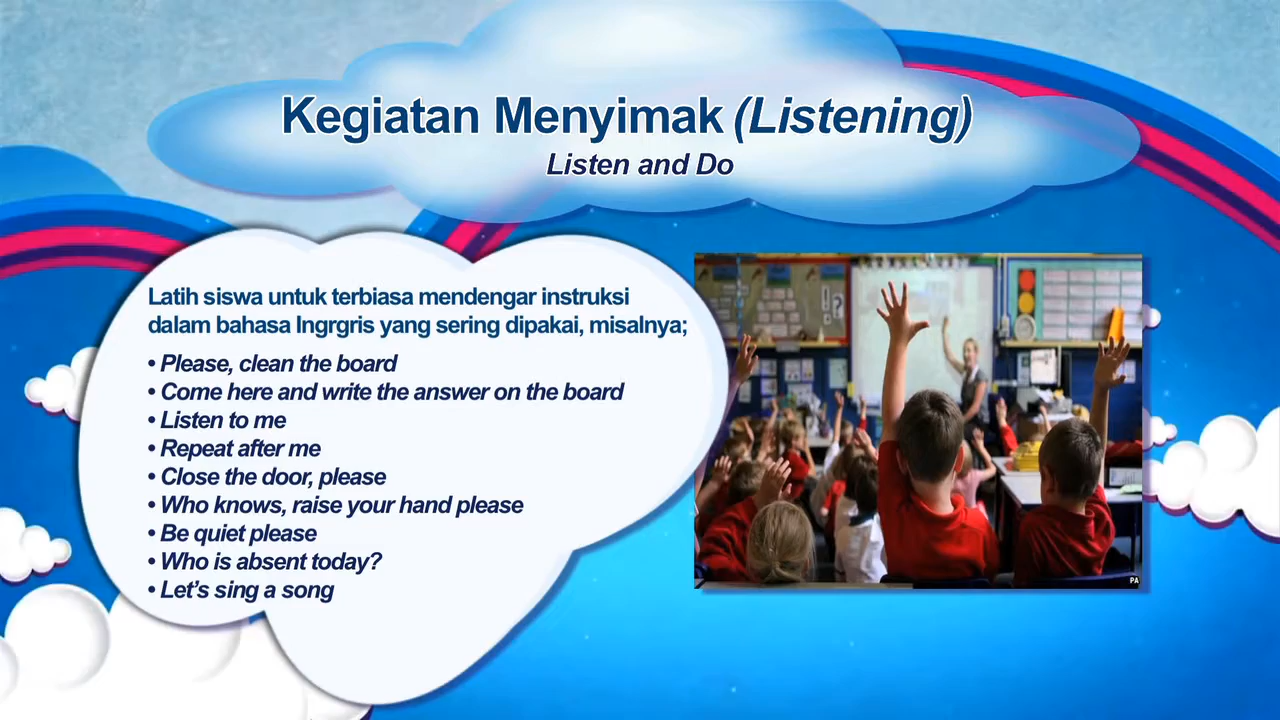 Kegiatan Menyimak (Listening)
Listen and Do
Latih siswa untuk terbiasa mendengar instruksi
dalam bahasa Ingrgris yang sering dipakai, misalnya;
• Please, clean the board
• Come here and write the answer on the board
• Listen to me
• Repeat after me
• Close the door, please
• Who knows, raise your hand please
• Be quiet please
• Who is absent today?
• Let's sing a song
PA